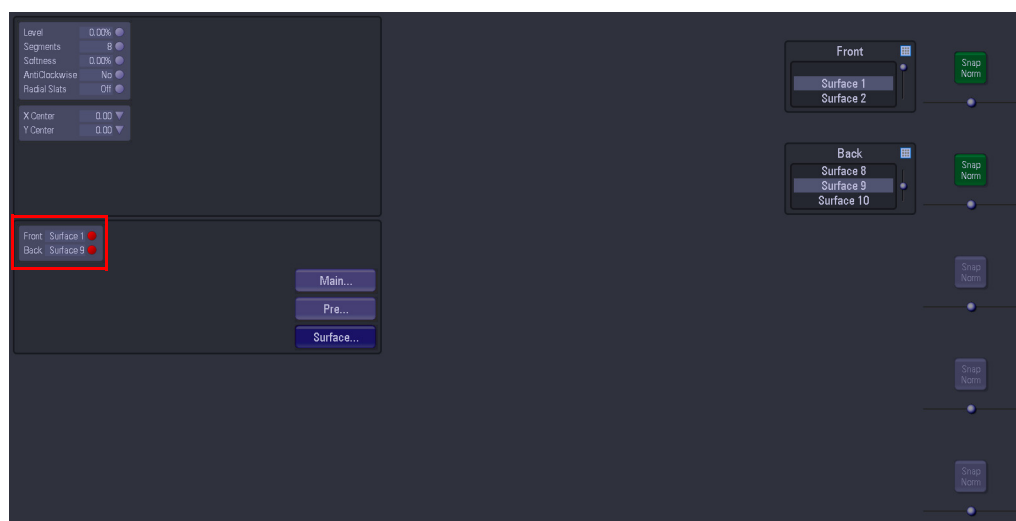 Level 0.00%
Segments 8
Softness 0.00%
AntiClockwise No
Radial Slats Off
X Center 0.00
Y Center 0.00
Front Surface 1
Back Surface 9
Main...
Pre...
Surface...
Front
Surface 1
Surface 2
Snap
Norm
Back
Surface 8
Surface 9
Surface 10
Snap
Norm
Snap
Norm
Snap
Norm
Snap
Norm